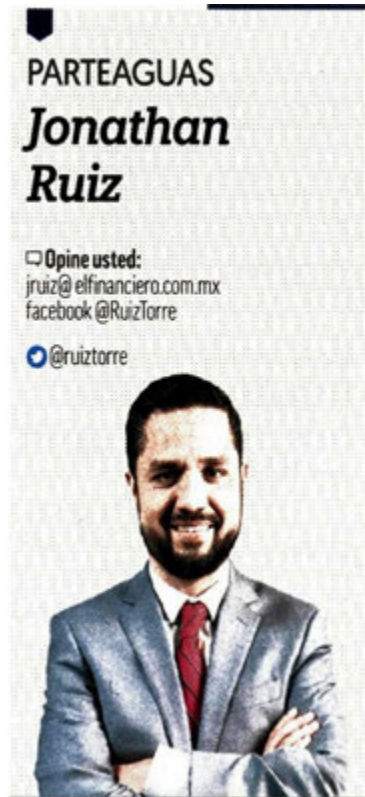 PARTEAGUAS
Jonathan
Ruiz
Opine usted:
jruiz@elfinanciero.com.mx
facebook @RuizTorre
@ruiztorre